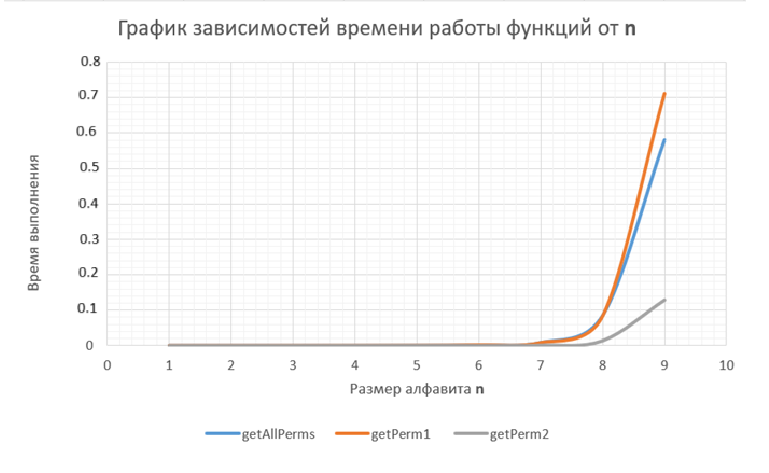 График зависимостей времени работы функций от n
0.8
0.7
0.6
0.5
0.4
0.3
0.2
0.1
0
Время выполнения
0 1 2 3 4 5 6 7 8 9 10
Размер алфавита n
getAllPerms getPerm1 getPerm2